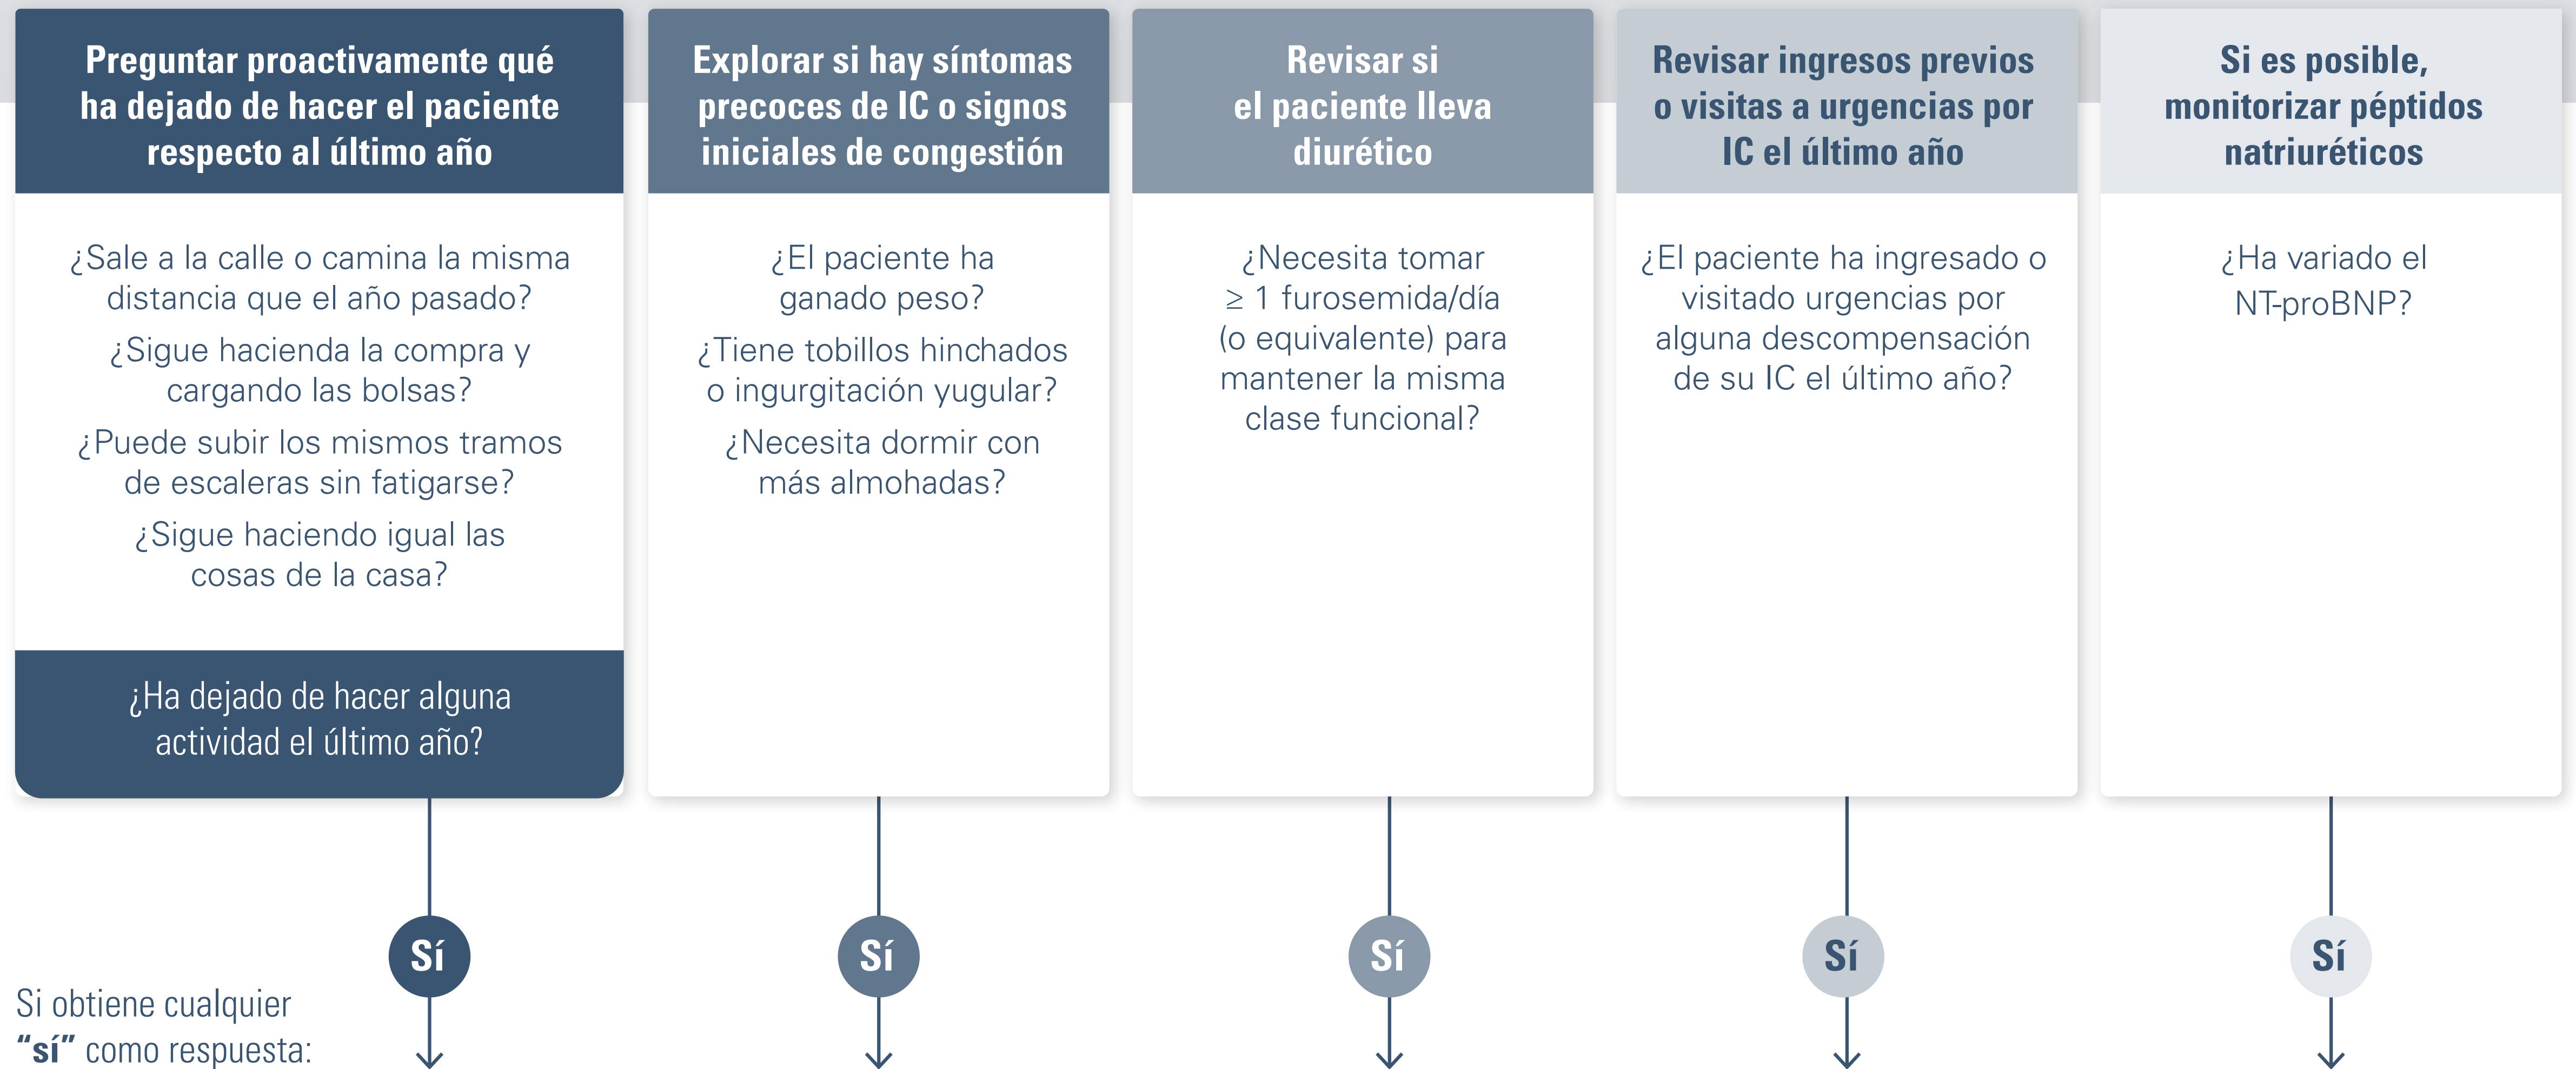 Preguntar proactivamente qué
ha dejado de hacer el paciente
respecto al último año
¿Sale a la calle o camina la misma
distancia que el año pasado?
¿Sigue hacienda la compra y
cargando las bolsas?
¿Puede subir los mismos tramos
de escaleras sin fatigarse?
¿Sigue haciendo igual las
cosas de la casa?
¿Ha dejado de hacer alguna
actividad el último año?
Sí
Explorar si hay síntomas
precoces de IC o signos
iniciales de congestión
¿El paciente ha
ganado peso?
¿Tiene tobillos hinchados
o ingurgitación yugular?
¿Necesita dormir con
más almohadas?
Sí
Revisar si
el paciente lleva
diurético
¿Necesita tomar
≥ 1 furosemida/día
(o equivalente) para
mantener la misma
clase funcional?
Sí
Revisar ingresos previos
o visitas a urgencias por
IC el último año
¿El paciente ha ingresado o
visitado urgencias por
alguna descompensación
de su IC el último año?
Sí
Si es posible,
monitorizar péptidos
natriuréticos
¿Ha variado el
NT-proBNP?
Sí
Si obtiene cualquier
“sí” como respuesta: